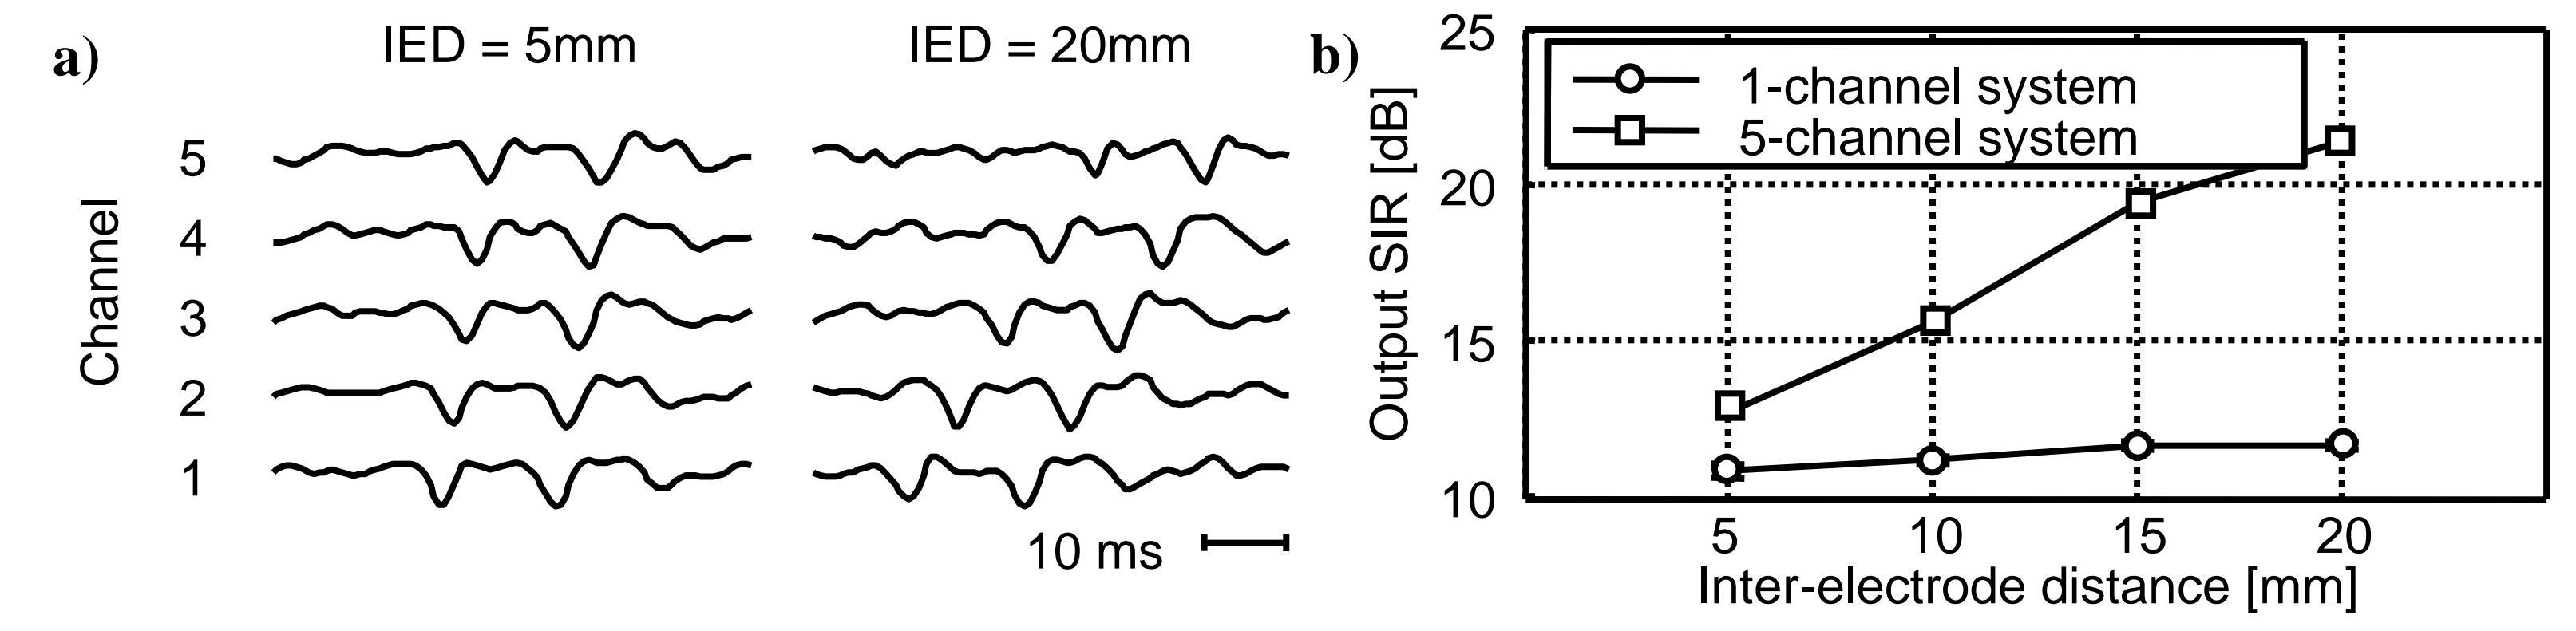 a)
IED = 5mm
IED = 20mm
Channel
5
4
3
2
1
10 ms
b)
Output SIR [dB]
25
20
15
10
1-channel system
5-channel system
5
10
15
20
Inter-electrode distance [mm]